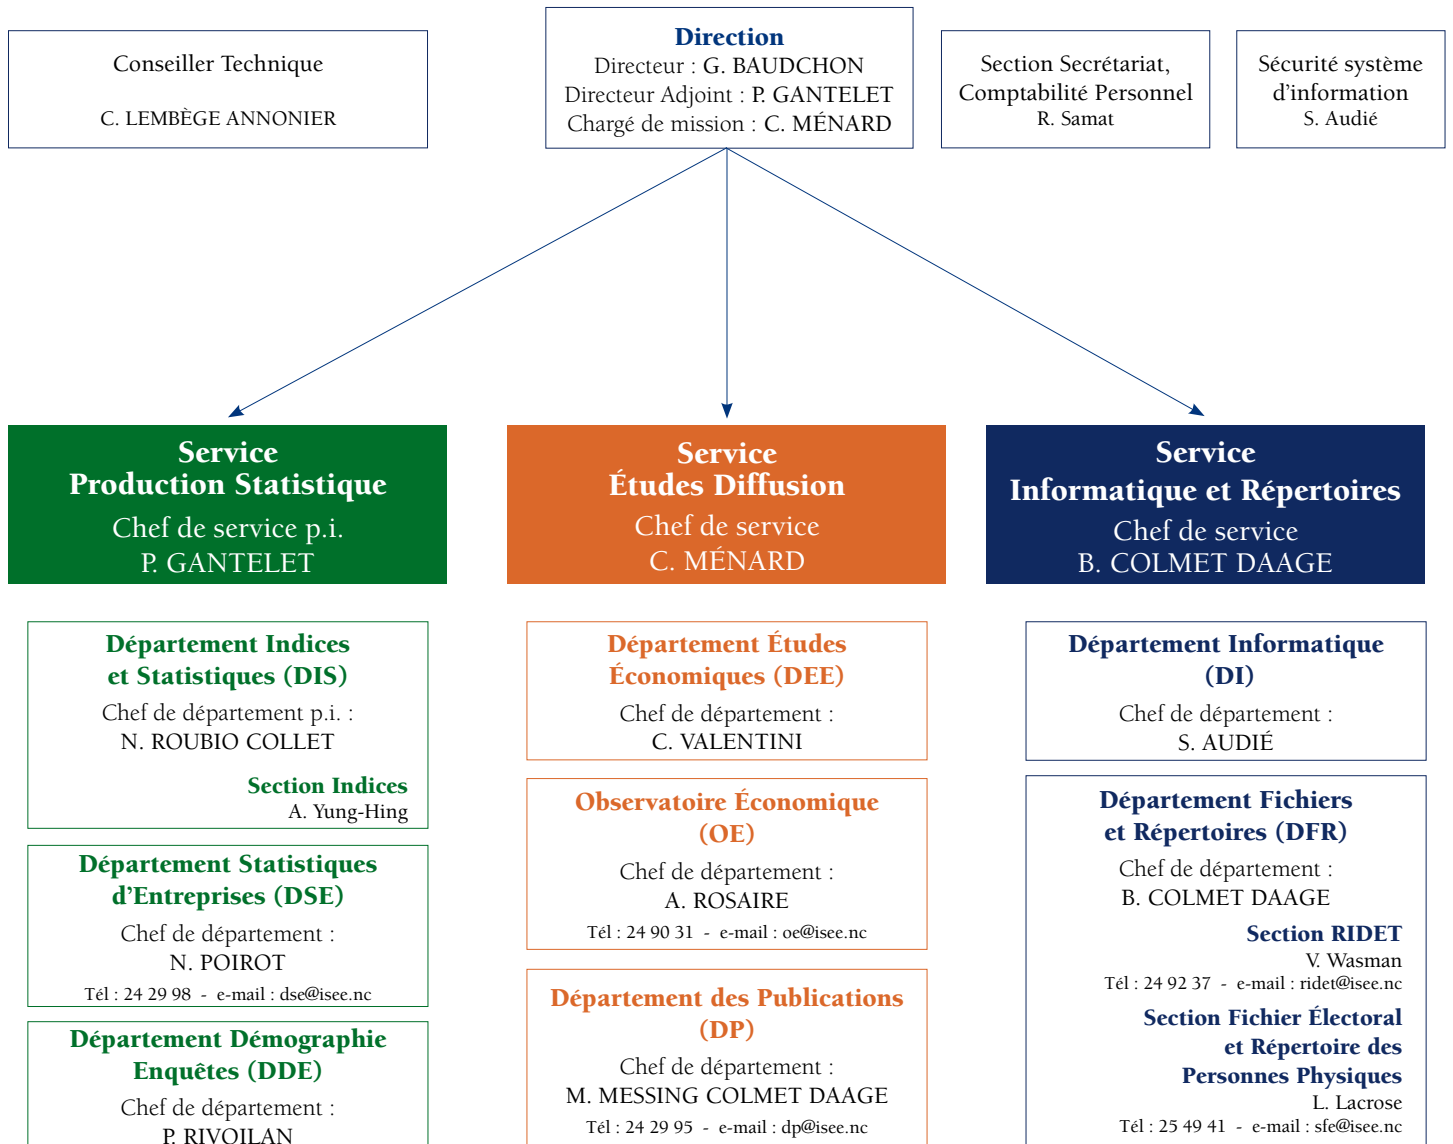 Conseiller Technique
C. LEMBÈGE ANNONIER
Direction
Directeur : G. BAUDCHON
Directeur Adjoint : P. GANTELET
Chargé de mission : C. MÉNARD
Section Secrétariat,
Comptabilité Personnel
R. Samat
Sécurité système
d'information
S. Audié
Service
Production Statistique
Chef de service p.i.
P. GANTELET
Service
Études Diffusion
Chef de service
C. MÉNARD
Service
Informatique et Répertoires
Chef de service
B. COLMET DAAGE
Département Indices
et Statistiques (DIS)
Chef de département p.i. :
N. ROUBIO COLLET
Section Indices
A. Yung-Hing
Département Statistiques
d'Entreprises (DSE)
Chef de département :
N. POIROT
Tél : 24 29 98 - e-mail : dse@isee.nc
Département Démographie
Enquêtes (DDE)
Chef de département :
P. RIVOILAN
Département Études
Économiques (DEE)
Chef de département :
C. VALENTINI
Observatoire Économique
(OE)
Chef de département :
A. ROSAIRE
Tél : 24 90 31 - e-mail : oe@isee.nc
Département des Publications
(DP)
Chef de département :
M. MESSING COLMET DAAGE
Tél : 24 29 95 - e-mail : dp@isee.nc
Département Informatique
(DI)
Chef de département :
S. AUDIÉ
Département Fichiers
et Répertoires (DFR)
Chef de département :
B. COLMET DAAGE
Section RIDET
V. Wasman
Tél : 24 92 37 - e-mail : ridet@isee.nc
Section Fichier Électoral
et Répertoire des
Personnes Physiques
L. Lacrose
Tél : 25 49 41 - e-mail : sfe@isee.nc